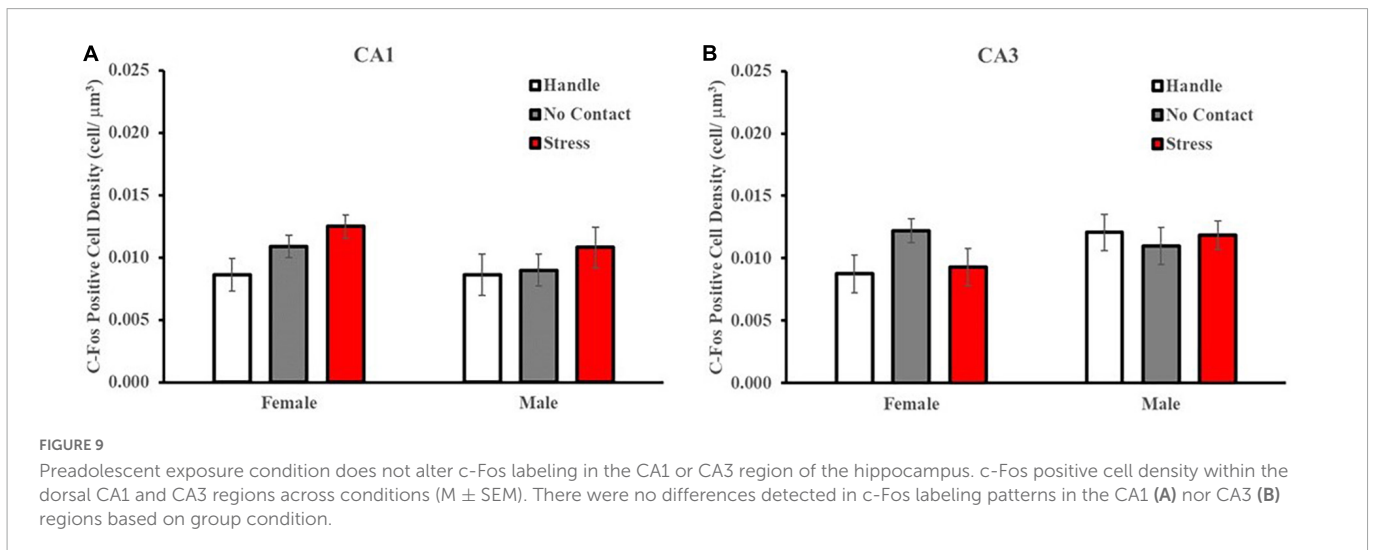 A
CA1
C-Fos Positive Cell Density (cell/ μm³)
0.025
0.020
0.015
0.010
0.005
0.000
Handle
No Contact
Stress
Female
Male
B
CA3
C-Fos Positive Cell Density (cell/ μm³)
0.025
0.020
0.015
0.010
0.005
0.000
Handle
No Contact
Stress
Female
Male
FIGURE 9
Preadolescent exposure condition does not alter c-Fos labeling in the CA1 or CA3 region of the hippocampus. c-Fos positive cell density within the
dorsal CA1 and CA3 regions across conditions (M ± SEM). There were no differences detected in c-Fos labeling patterns in the CA1 (A) nor CA3 (B)
regions based on group condition.